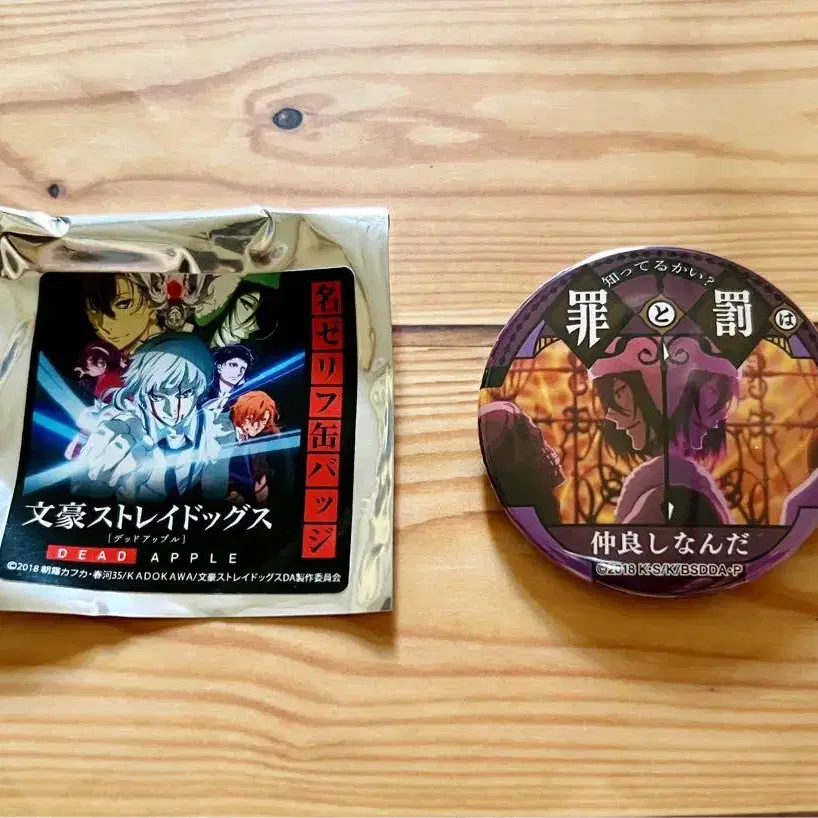 名ゼリフ缶バッジ
文豪ストレイドッグス
[デッドアップル]
DEAD APPLE
©2018 朝霧カフカ・春河35/KADOKAWA/文豪ストレイドッグスDA製作委員会
知ってるかい?
罪と罰は
仲良しなんだ
©2018 K・S/K/BSDDA・P